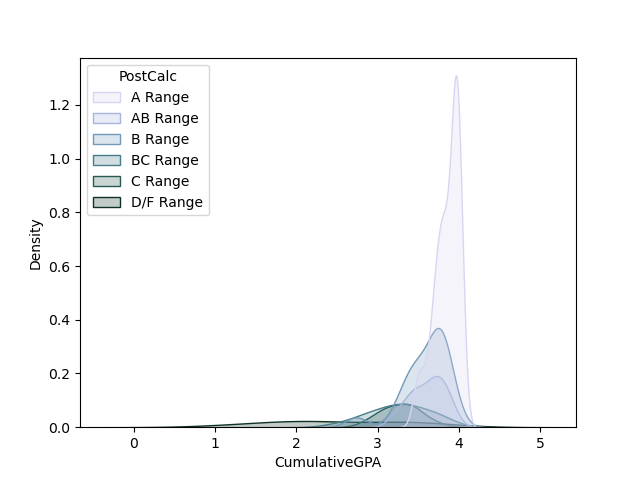 PostCalc
A Range
AB Range
B Range
BC Range
C Range
D/F Range
Density
1.2
1.0
0.8
0.6
0.4
0.2
0.0
0 1 2 3 4 5
CumulativeGPA